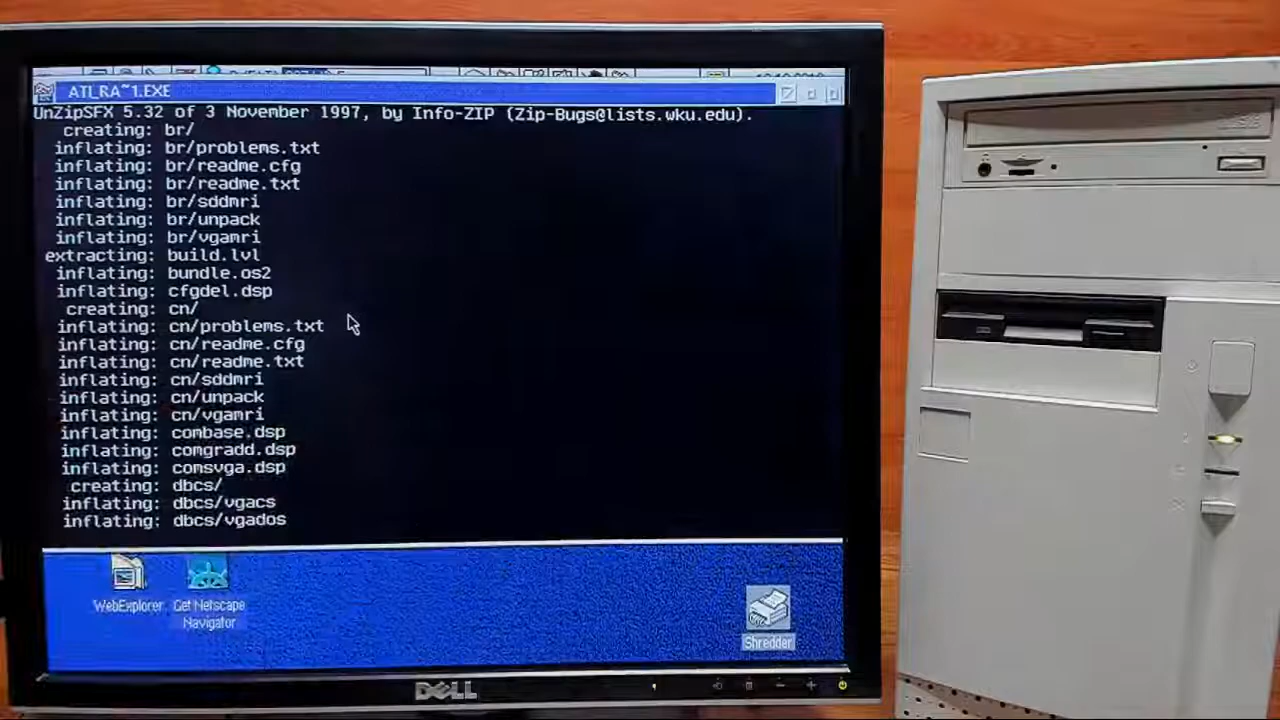 ATI_RA~1.EXE
UnZipSFX 5.32 of 3 November 1997, by Info-ZIP (Zip-Bugs@lists.wku.edu).
creating: br/
inflating: br/problems.txt
inflating: br/readme.cfg
inflating: br/readme.txt
inflating: br/sddmri
inflating: br/unpack
inflating: br/vgamri
extracting: build.lvl
inflating: bundle.os2
inflating: cfgdel.dsp
creating: cn/
inflating: cn/problems.txt
inflating: cn/readme.cfg
inflating: cn/readme.txt
inflating: cn/sddmri
inflating: cn/unpack
inflating: cn/vgamri
inflating: combase.dsp
inflating: comgradd.dsp
inflating: comsvga.dsp
creating: dbcs/
inflating: dbcs/vgacs
inflating: dbcs/vgados
WebExplorer
Get Netscape
Navigator
Shredder
DELL